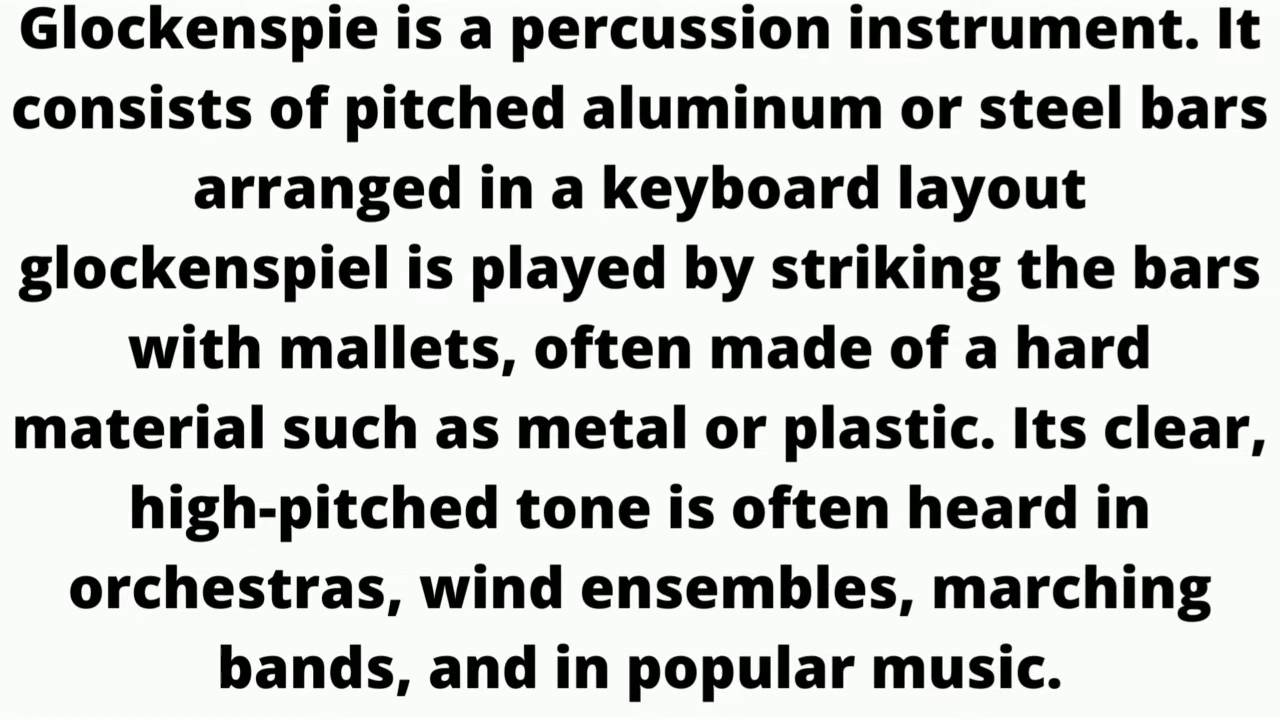 Glockenspie is a percussion instrument. It
consists of pitched aluminum or steel bars
arranged in a keyboard layout
glockenspiel is played by striking the bars
with mallets, often made of a hard
material such as metal or plastic. Its clear,
high-pitched tone is often heard in
orchestras, wind ensembles, marching
bands, and in popular music.